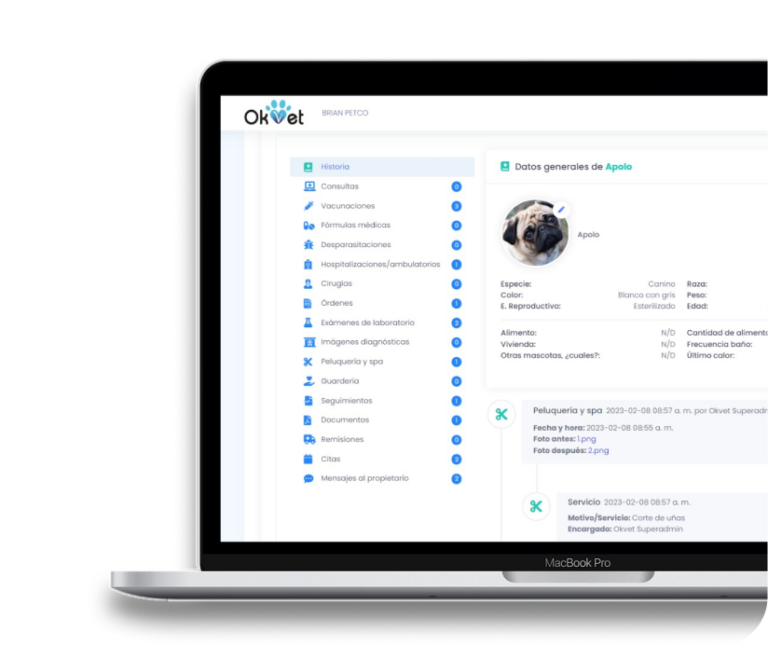 OkVet
BRIAN PETCO
Historia
Consultas 0
Vacunaciones 3
Fórmulas médicas 0
Desparasitaciones 0
Hospitalizaciones/ambulatorios 1
Cirugías 0
Órdenes 1
Exámenes de laboratorio 2
Imágenes diagnósticas 0
Peluquería y spa 1
Guardería 0
Seguimientos 1
Documentos 1
Remisiones 0
Citas
Mensajes al propietario 2
Datos generales de Apolo
Apolo
Especie: Canino Raza:
Color: Blanco con gris Peso:
E. Reproductivo: Esterilizado Edad:
Alimento: N/D Cantidad de alimento
Vivienda: N/D Frecuencia baño:
Otras mascotas, ¿cuales?: N/D Último calor:
Peluquería y spa 2023-02-08 08:57 a. m. por Okvet Superadr
Fecha y hora: 2023-02-08 08:55 a. m.
Foto antes: 1.png
Foto después: 2.png
Servicio 2023-02-08 08:57 a. m.
Motivo/Servicio: Corte de uñas
Encargado: Okvet Superadmin
MacBook Pro